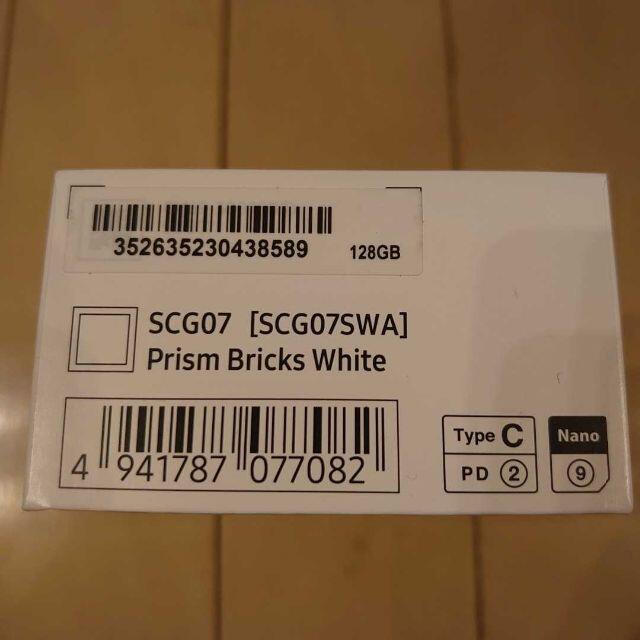 352635230438589 128GB
SCG07 [SCG07SWA]
Prism Bricks White
4 941787 077082
Type C
PD ②
Nano
⑨